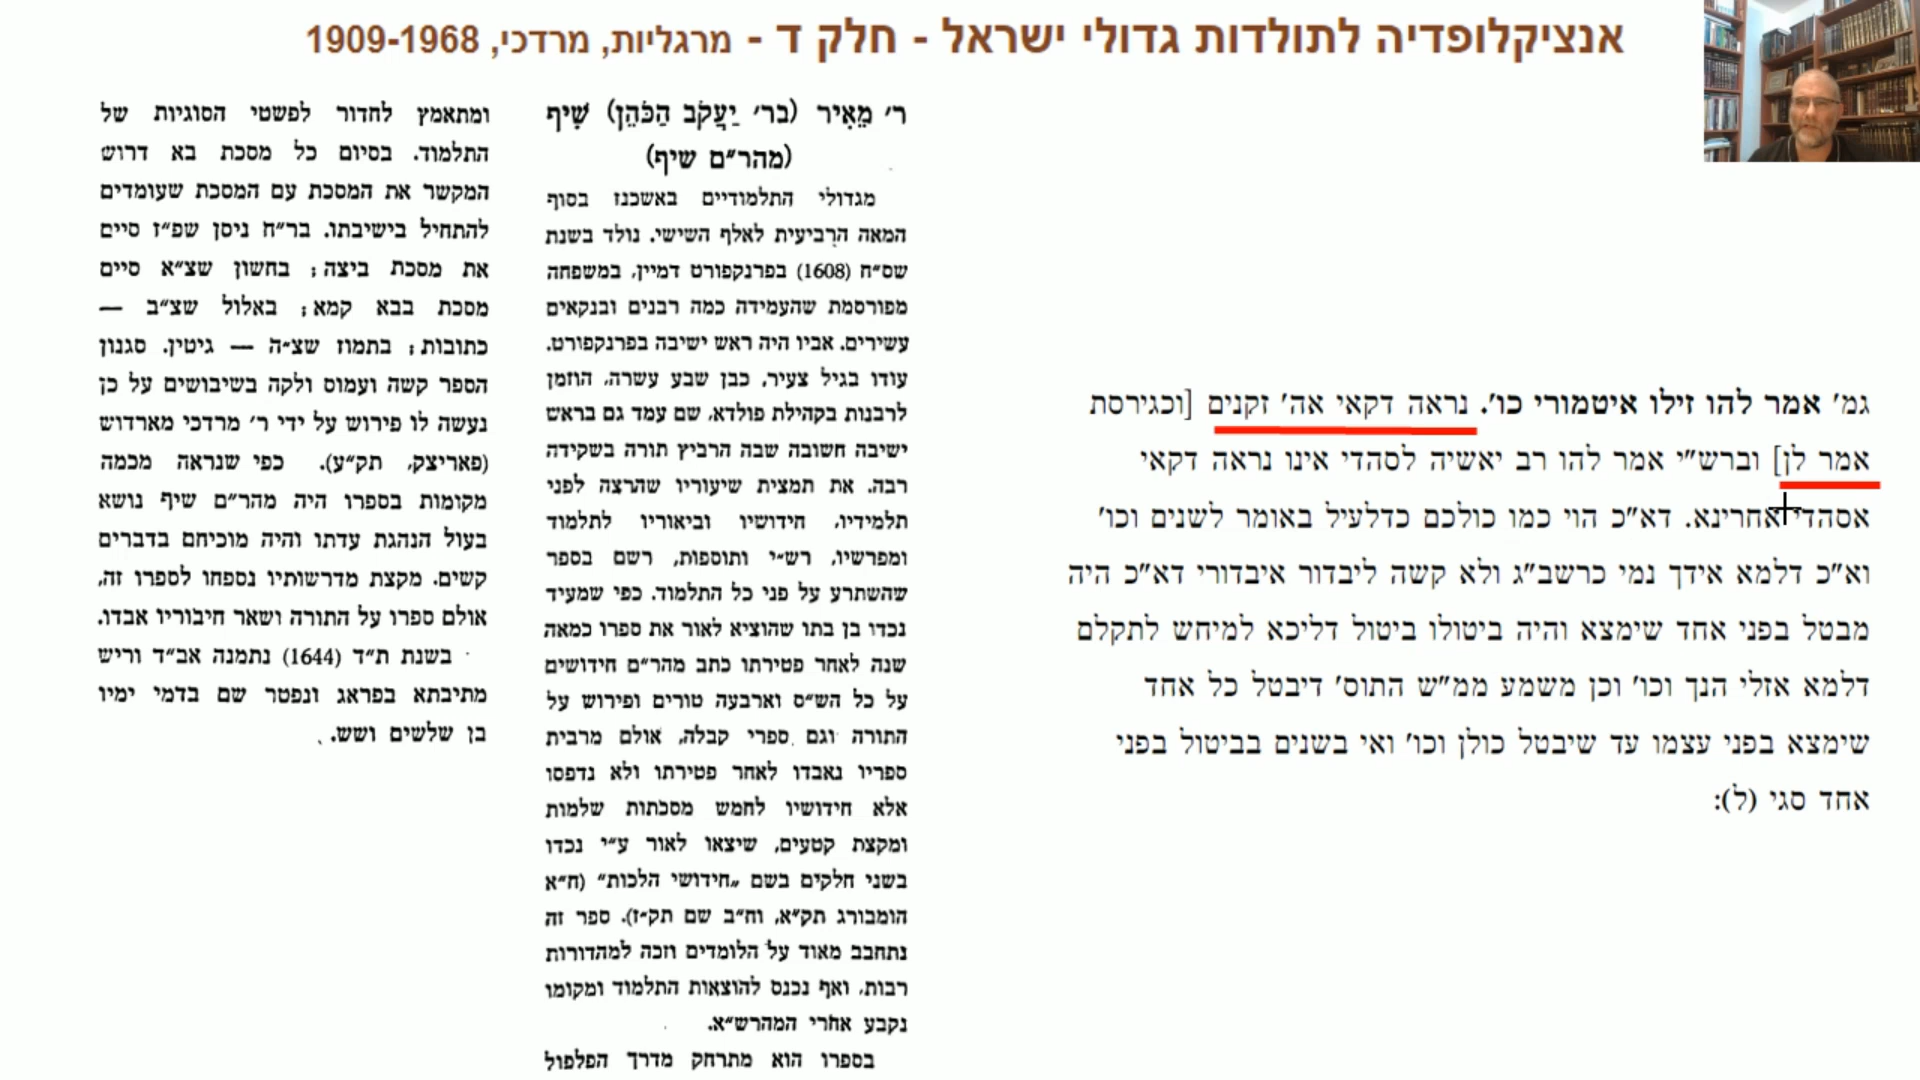 אנציקלופדיה לתולדות גדולי ישראל - חלק ד - מרגליות, מרדכי, 1909-1968
גמ' אמר להו זילו איטמורי כו'. נראה דקאי אה' זקנים [וכגירסת
אמר לן] וברש"י אמר להו רב יאשיה לסהדי אינו נראה דקאי
אסהדי אחרינא. דא"כ הוי כמו כולכם כדלעיל באומר לשנים וכו'
וא"כ דלמא אידך נמי כרשב"ג ולא קשה ליבדור איבדורי דא"כ היה
מבטל בפני אחד שימצא והיה ביטולו ביטול דליכא למיחש לתקלם
דלמא אזלי הנך וכו' וכן משמע ממ"ש התוס' דיבטל כל אחד
שימצא בפני עצמו עד שיבטל כולן וכו' ואי בשנים בביטול בפני
אחד סגי (ל):
ר' מֵאִיר (בר' יַעֲקֹב הַכֹּהֵן) שִׁיף
(מהר"ם שיף)
מגדולי התלמודיים באשכנז בסוף
המאה הרביעית לאלף השישי. נולד בשנת
שס"ח (1608) בפרנקפורט דמיין, במשפחה
מפורסמת שהעמידה כמה רבנים ובנקאים
עשירים. אביו היה ראש ישיבה בפרנקפורט.
עודו בגיל צעיר, כבן שבע עשרה, הוזמן
לרבנות בקהילת פולדא, שם עמד גם בראש
ישיבה חשובה שבה הרביץ תורה בשקידה
רבה. את תמצית שיעוריו שהרצה לפני
תלמידיו, חידושיו וביאוריו לתלמוד
ומפרשיו, רש"י ותוספות, רשם בספר
שהשתרע על פני כל התלמוד. כפי שמעיד
נכדו בן בתו שהוציא לאור את ספרו כמאה
שנה לאחר פטירתו כתב מהר"ם חידושים
על כל הש"ס וארבעה טורים ופירוש על
התורה וגם ספרי קבלה, אולם מרבית
ספריו נאבדו לאחר פטירתו ולא נדפסו
אלא חידושיו לחמש מסכתות שלמות
ומקצת קטעים, שיצאו לאור ע"י נכדו
בשני חלקים בשם „חידושי הלכות" (ח"א
הומבורג תק"א, וח"ב שם תק"ז). ספר זה
נתחבב מאוד על הלומדים וזכה למהדורות
רבות, ואף נכנס להוצאות התלמוד ומקומו
נקבע אחרי המהרש"א.
בספרו הוא מתרחק מדרך הפלפול
ומתאמץ לחדור לפשטי הסוגיות של
התלמוד. בסיום כל מסכת בא דרוש
המקשר את המסכת עם המסכת שעומדים
להתחיל בישיבתו. בר"ח ניסן שפ"ז סיים
את מסכת ביצה; בחשון שצ"א סיים
מסכת בבא קמא; באלול שצ"ב —
כתובות; בתמוז שצ"ה — גיטין. סגנון
הספר קשה ועמוס ולקה בשיבושים על כן
נעשה לו פירוש על ידי ר' מרדכי מארדוש
(פאריצק, תק"ע). כפי שנראה מכמה
מקומות בספרו היה מהר"ם שיף נושא
בעול הנהגת עדתו והיה מוכיחם בדברים
קשים. מקצת מדרשותיו נספחו לספרו זה,
אולם ספרו על התורה ושאר חיבוריו אבדו.
בשנת ת"ד (1644) נתמנה אב"ד וריש
מתיבתא בפראג ונפטר שם בדמי ימיו
בן שלשים ושש.